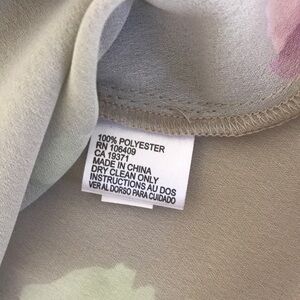 100% POLYESTER
RN 106409
CA 19371
MADE IN CHINA
DRY CLEAN ONLY
INSTRUCTIONS AU DOS
VER AL DORSO PARA CUIDADO